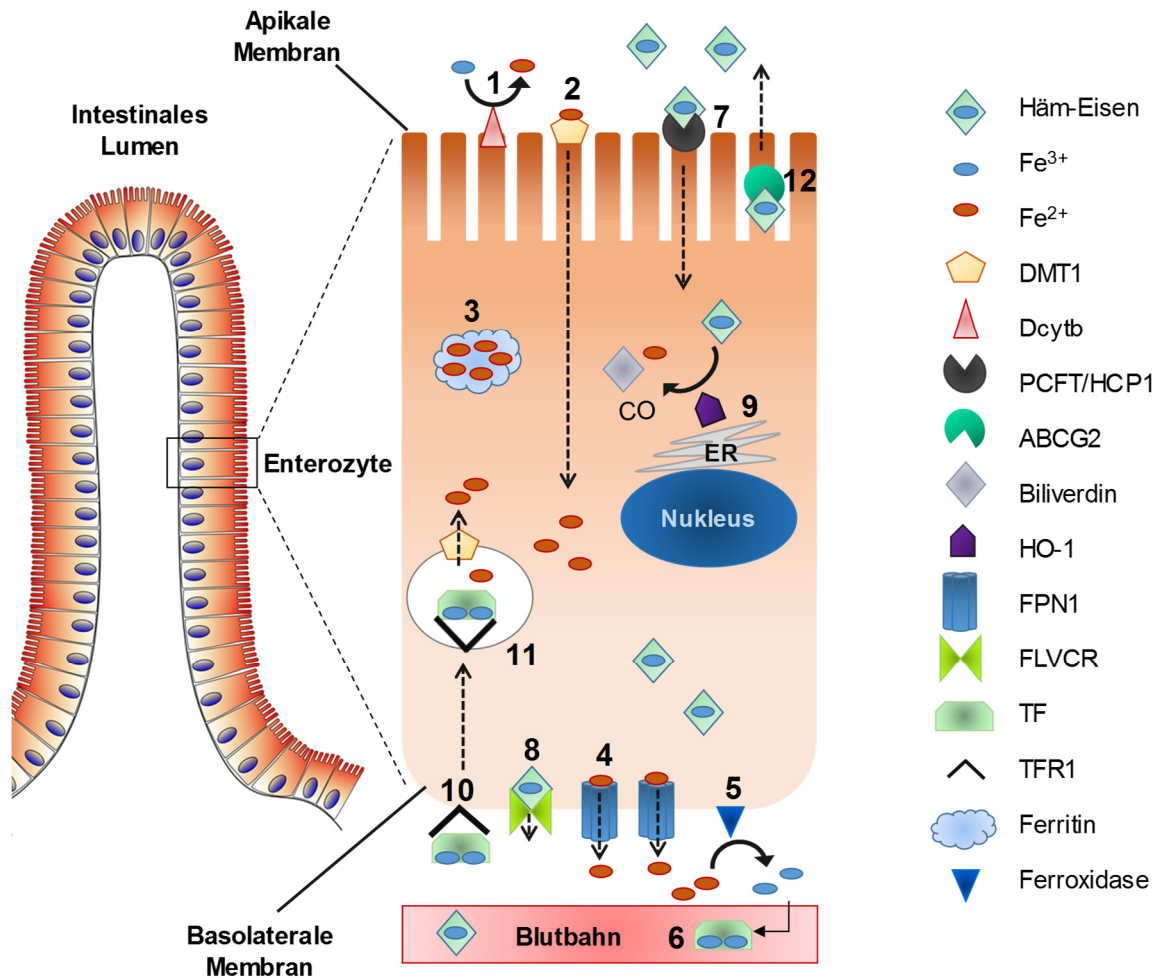 Apikale
Membran
Intestinales
Lumen
Enterozyte
Basolaterale
Membran
1
2
7
12
3
CO
9
ER
Nukleus
11
10
8
4
5
Blutbahn
6
Häm-Eisen
Fe3+
Fe2+
DMT1
Dcytb
PCFT/HCP1
ABCG2
Biliverdin
HO-1
FPN1
FLVCR
TF
TFR1
Ferritin
Ferroxidase